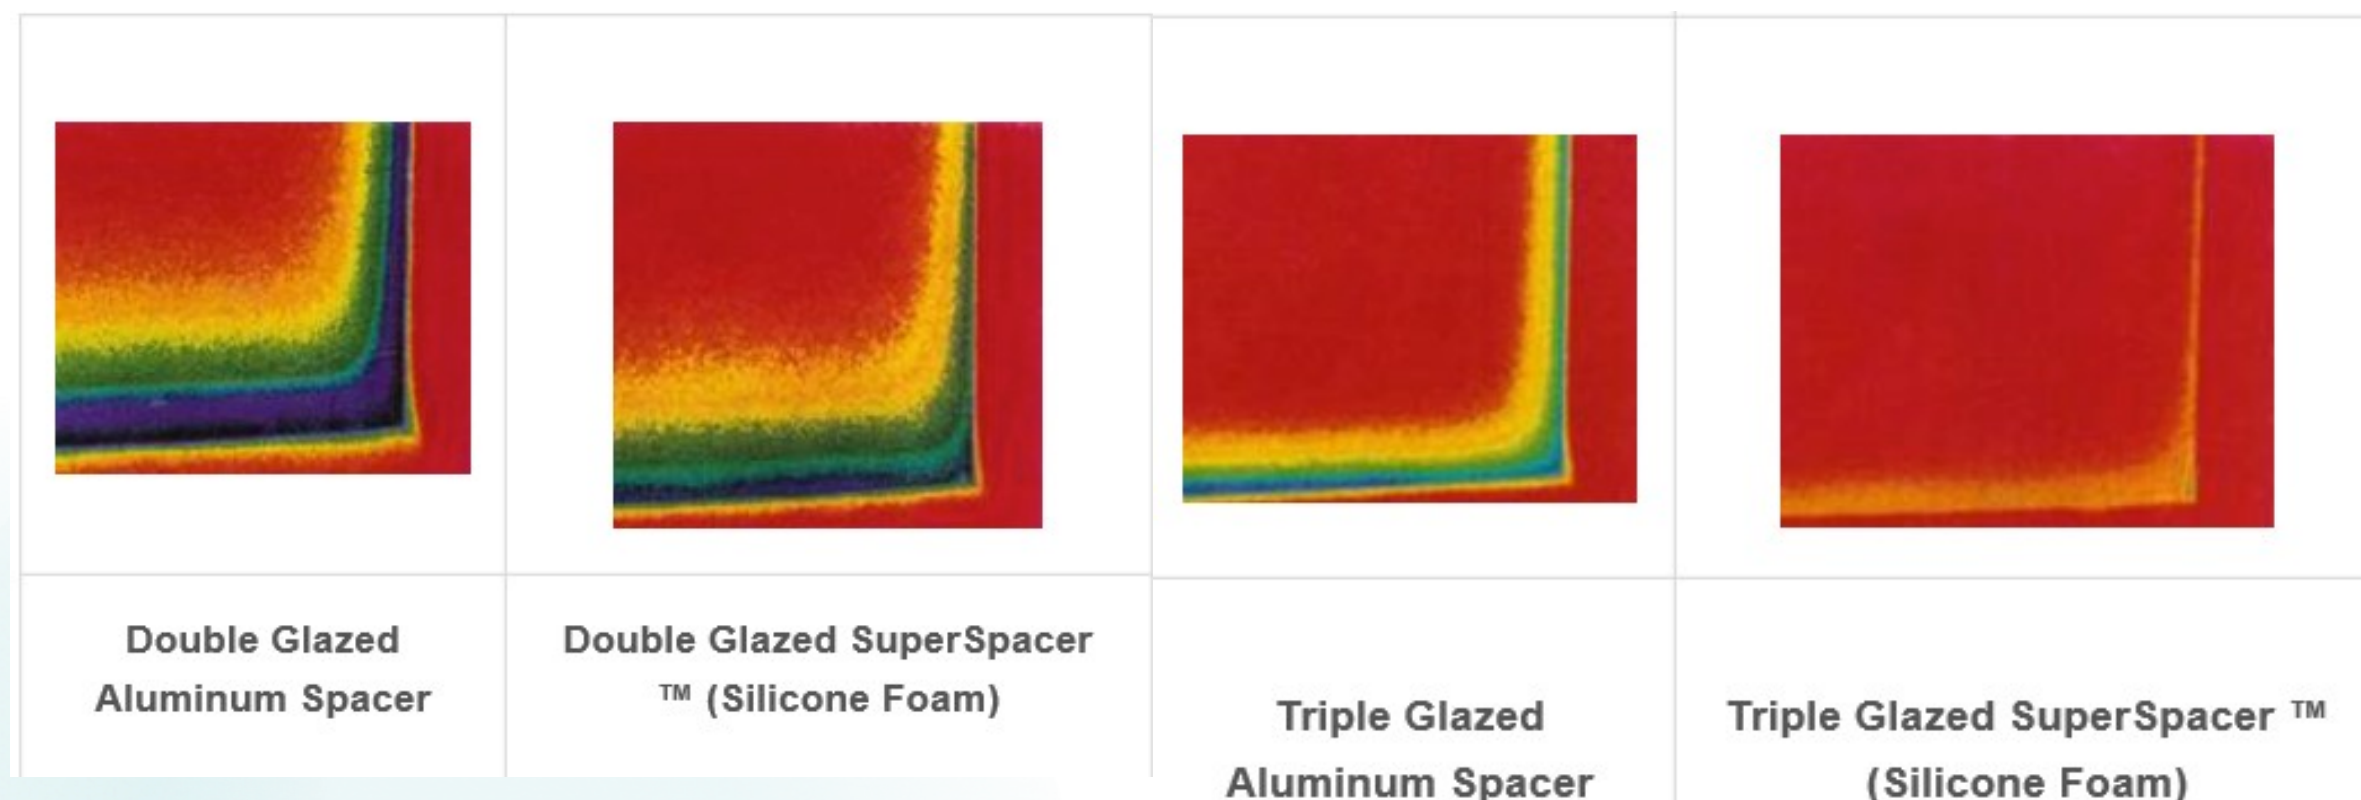 Double Glazed
Aluminum Spacer
Double Glazed SuperSpacer
™ (Silicone Foam)
Triple Glazed
Aluminum Spacer
Triple Glazed SuperSpacer ™
(Silicone Foam)